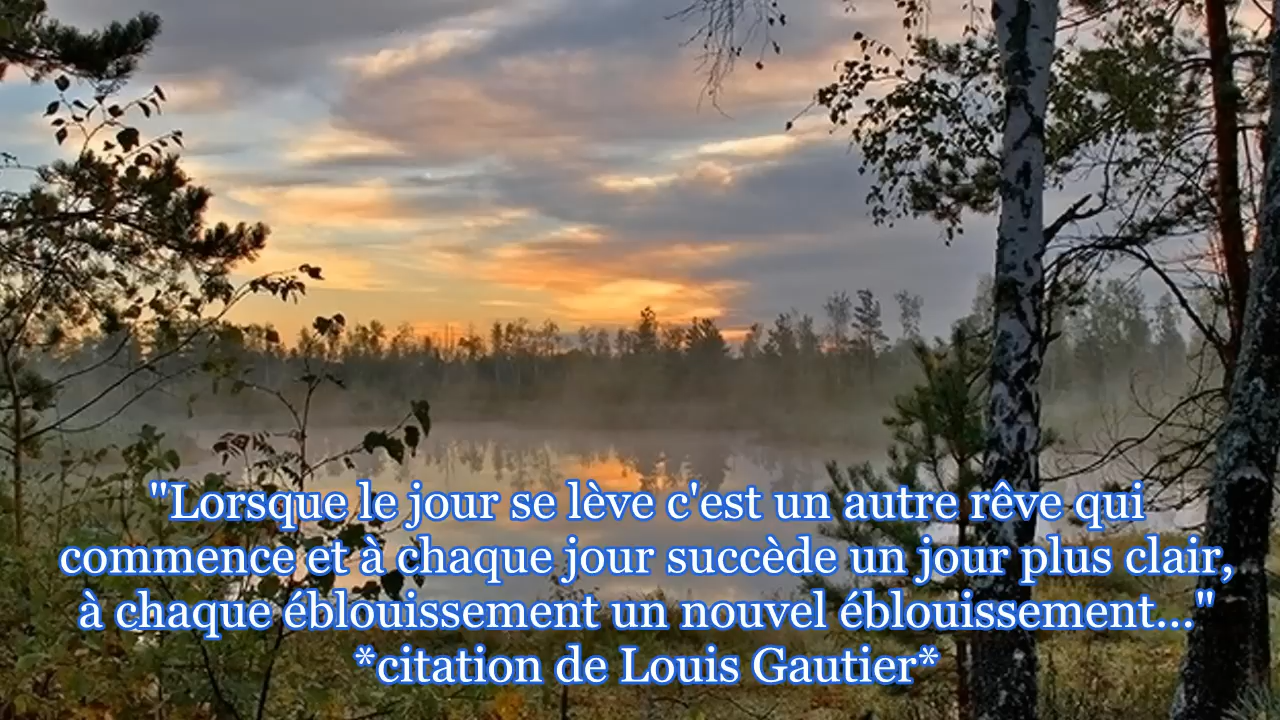 "Lorsque le jour se lève c'est un autre rêve qui
commence et à chaque jour succède un jour plus clair,
à chaque éblouissement un nouvel éblouissement..."
*citation de Louis Gautier*